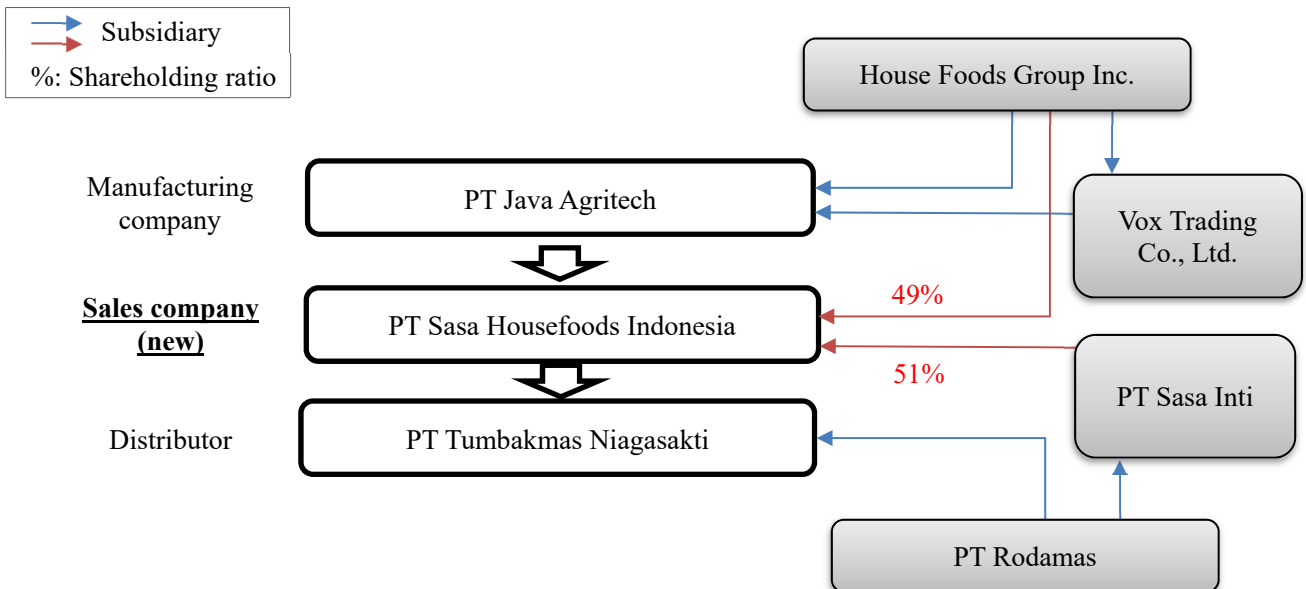 Subsidiary
%: Shareholding ratio
House Foods Group Inc.
Manufacturing
company
PT Java Agritech
Vox Trading
Co., Ltd.
Sales company
(new)
PT Sasa Housefoods Indonesia
49%
51%
PT Sasa Inti
Distributor
PT Tumbakmas Niagasakti
PT Rodamas